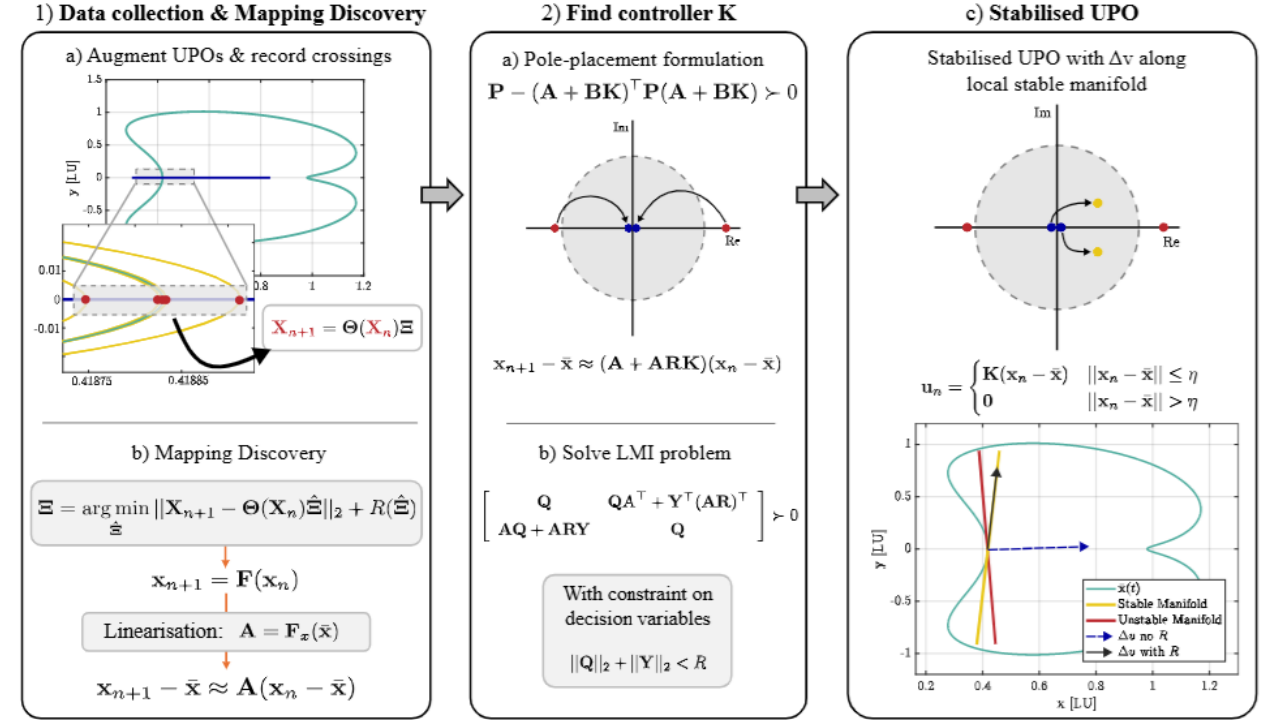 1) Data collection & Mapping Discovery
a) Augment UPOs & record crossings
1.5
1
0.5
0
-0.5
y [LU]
0.8
1
1.2
0.01
0
-0.01
0.41875
0.41885
X_{n+1} = Θ(X_n)Ξ
b) Mapping Discovery
Ξ = arg min ||X_{n+1} − Θ(X_n)Ξ̂||_2 + R(Ξ̂)
Ξ̂
x_{n+1} = F(x_n)
Linearisation: A = F_x(x̄)
x_{n+1} − x̄ ≈ A(x_n − x̄)
2) Find controller K
a) Pole-placement formulation
P − (A + BK)^⊤P(A + BK) ≻ 0
Im
Re
x_{n+1} − x̄ ≈ (A + ARK)(x_n − x̄)
b) Solve LMI problem
[ Q QA^⊤ + Y^⊤(AR)^⊤
AQ + ARY Q ] ≻ 0
With constraint on
decision variables
||Q||_2 + ||Y||_2 < R
c) Stabilised UPO
Stabilised UPO with Δv along
local stable manifold
Im
Re
u_n = { K(x_n − x̄) ||x_n − x̄|| ≤ η
0 ||x_n − x̄|| > η
1
0.5
0
-0.5
-1
y [LU]
x̄(t)
Stable Manifold
Unstable Manifold
Δv no R
Δv with R
0.2
0.4
0.6
0.8
1
1.2
x [LU]